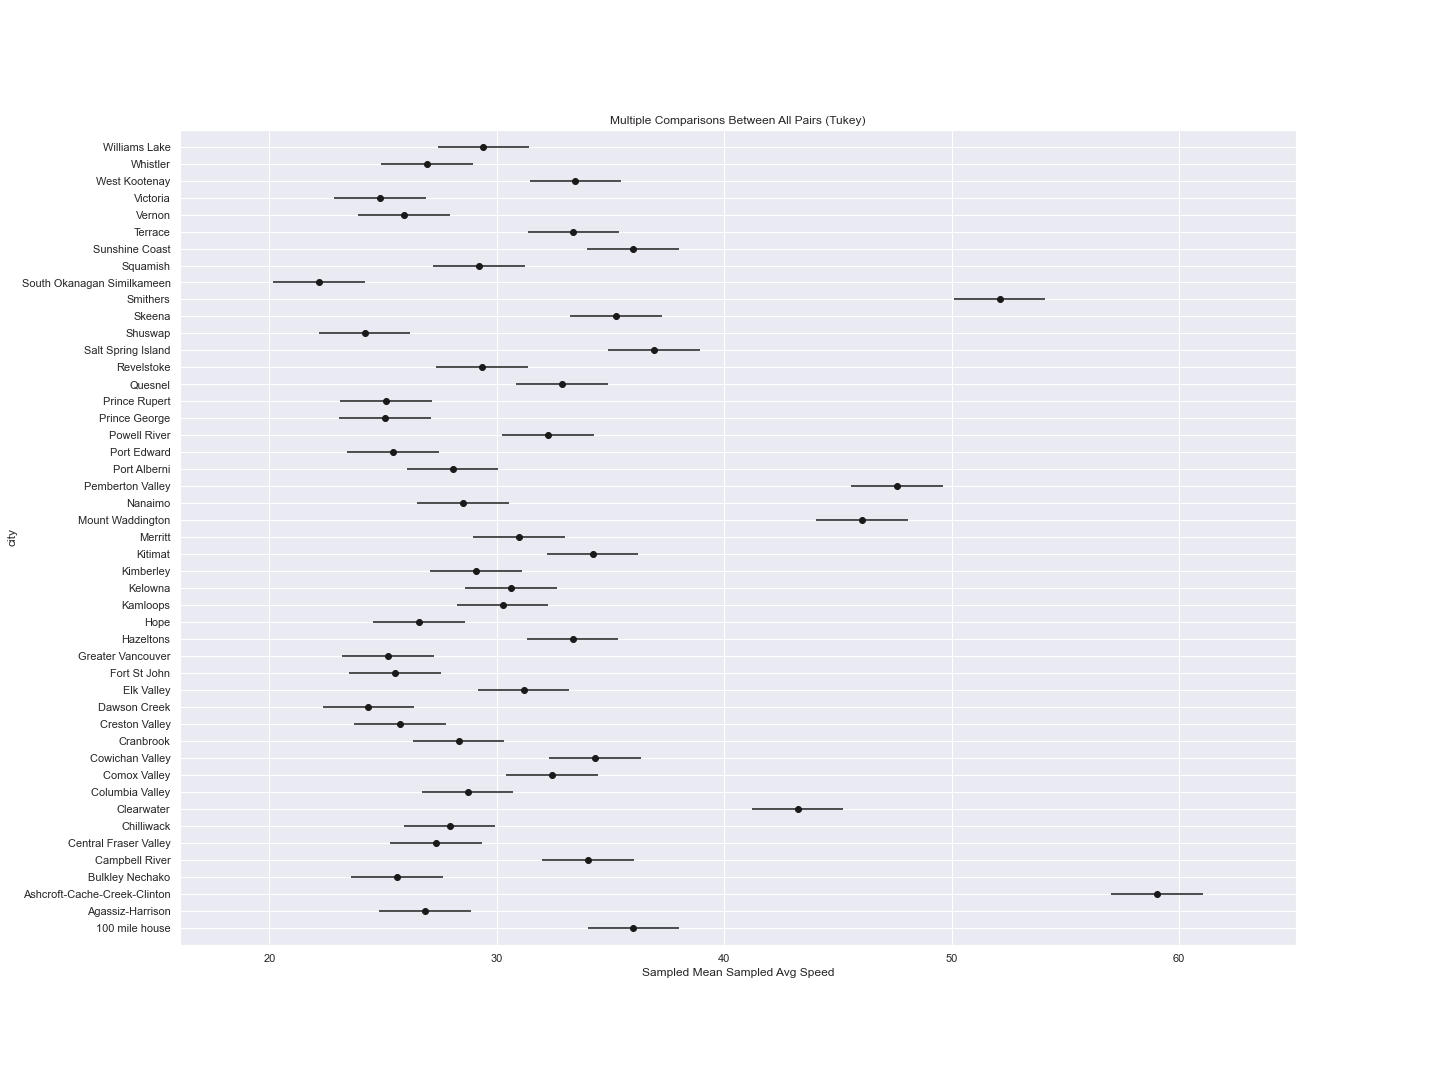 Multiple Comparisons Between All Pairs (Tukey)
Williams Lake
Whistler
West Kootenay
Victoria
Vernon
Terrace
Sunshine Coast
Squamish
South Okanagan Similkameen
Smithers
Skeena
Shuswap
Salt Spring Island
Revelstoke
Quesnel
Prince Rupert
Prince George
Powell River
Port Edward
Port Alberni
Pemberton Valley
Nanaimo
Mount Waddington
city
Merritt
Kitimat
Kimberley
Kelowna
Kamloops
Hope
Hazeltons
Greater Vancouver
Fort St John
Elk Valley
Dawson Creek
Creston Valley
Cranbrook
Cowichan Valley
Comox Valley
Columbia Valley
Clearwater
Chilliwack
Central Fraser Valley
Campbell River
Bulkley Nechako
Ashcroft-Cache-Creek-Clinton
Agassiz-Harrison
100 mile house
20 30 40 50 60
Sampled Mean Sampled Avg Speed